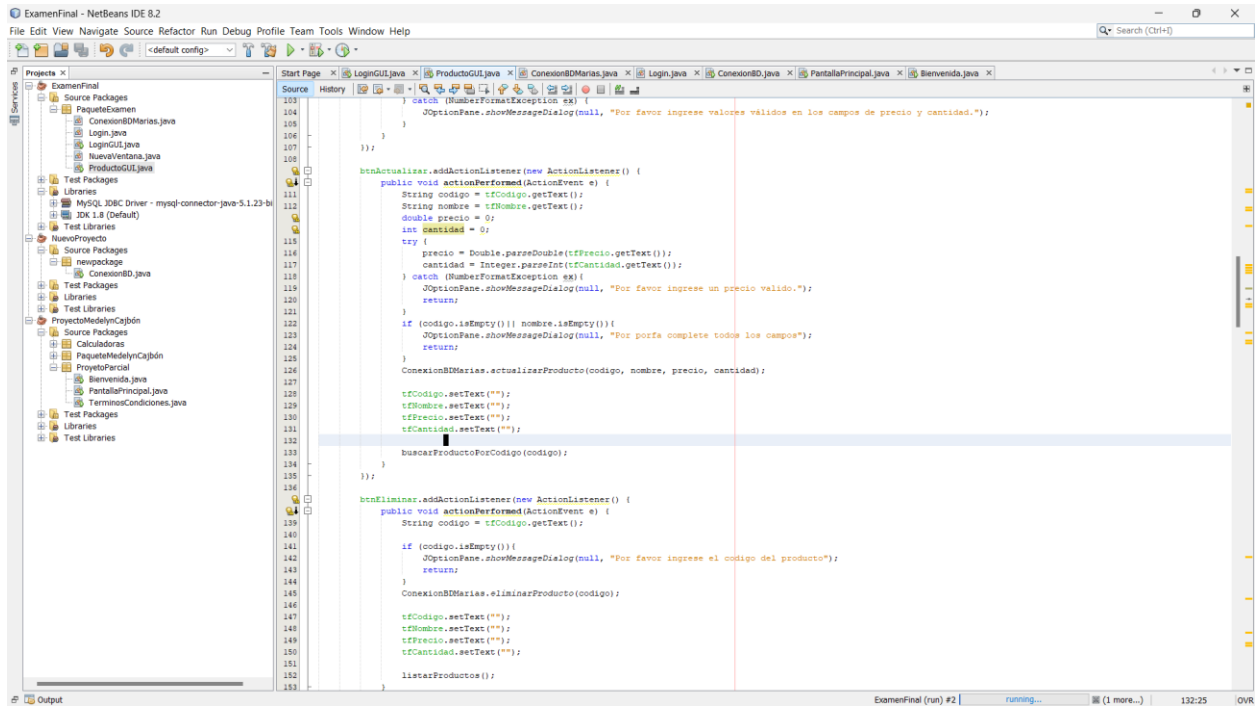 ExamenFinal - NetBeans IDE 8.2
File Edit View Navigate Source Refactor Run Debug Profile Team Tools Window Help
Search (Ctrl+I)
<default config>
Projects
Services
ExamenFinal
Source Packages
PaqueteExamen
ConexionBDMarias.java
Login.java
LoginGUI.java
NuevaVentana.java
ProductoGUI.java
Test Packages
Libraries
MySQL JDBC Driver - mysql-connector-java-5.1.23-bi
JDK 1.8 (Default)
Test Libraries
NuevoProyecto
Source Packages
newpackage
ConexionBD.java
Test Packages
Libraries
Test Libraries
ProyectoMedelynCajbón
Source Packages
Calculadoras
PaqueteMedelynCajbón
ProyetoParcial
Bienvenida.java
PantallaPrincipal.java
TerminosCondiciones.java
Test Packages
Libraries
Test Libraries
Start Page LoginGUI.java ProductoGUI.java ConexionBDMarias.java Login.java ConexionBD.java PantallaPrincipal.java Bienvenida.java
Source History
103 } catch (NumberFormatException ex) {
104 JOptionPane.showMessageDialog(null, "Por favor ingrese valores válidos en los campos de precio y cantidad.");
105 }
106 }
107 });
108
btnActualizar.addActionListener(new ActionListener() {
public void actionPerformed(ActionEvent e) {
111 String codigo = tfCodigo.getText();
112 String nombre = tfNombre.getText();
double precio = 0;
int cantidad = 0;
115 try {
116 precio = Double.parseDouble(tfPrecio.getText());
117 cantidad = Integer.parseInt(tfCantidad.getText());
118 } catch (NumberFormatException ex){
119 JOptionPane.showMessageDialog(null, "Por favor ingrese un precio valido.");
120 return;
121 }
122 if (codigo.isEmpty()|| nombre.isEmpty()){
123 JOptionPane.showMessageDialog(null, "Por porfa complete todos los campos");
124 return;
125 }
126 ConexionBDMarias.actualizarProducto(codigo, nombre, precio, cantidad);
127
128 tfCodigo.setText("");
129 tfNombre.setText("");
130 tfPrecio.setText("");
131 tfCantidad.setText("");
132
133 buscarProductoPorCodigo(codigo);
134 }
135 });
136
btnEliminar.addActionListener(new ActionListener() {
public void actionPerformed(ActionEvent e) {
139 String codigo = tfCodigo.getText();
140
141 if (codigo.isEmpty()){
142 JOptionPane.showMessageDialog(null, "Por favor ingrese el codigo del producto");
143 return;
144 }
145 ConexionBDMarias.eliminarProducto(codigo);
146
147 tfCodigo.setText("");
148 tfNombre.setText("");
149 tfPrecio.setText("");
150 tfCantidad.setText("");
151
152 listarProductos();
153 }
Output
ExamenFinal (run) #2 running... (1 more...) 132:25 OVR